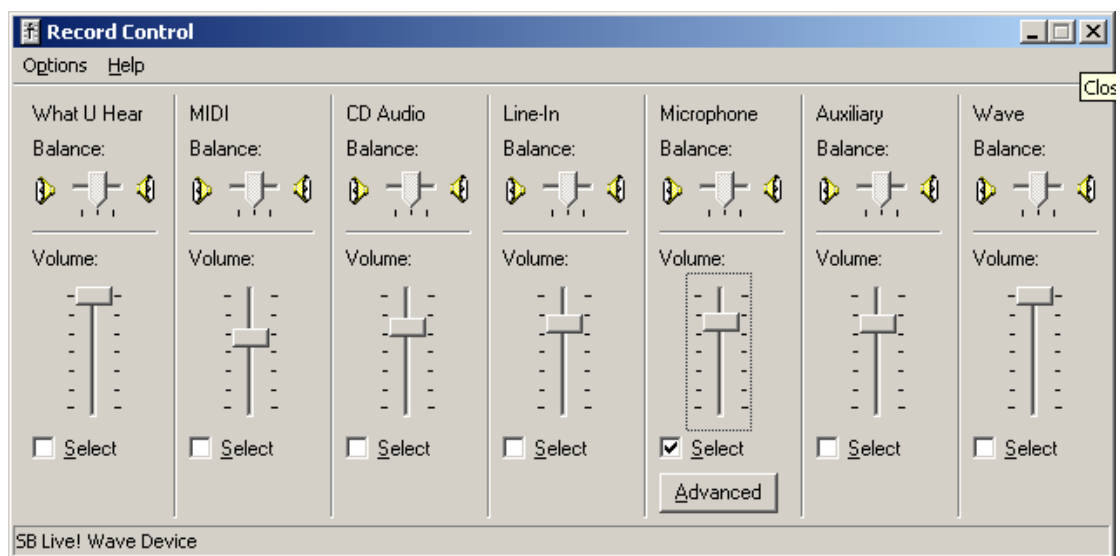 Record Control
Options Help
Clos
What U Hear MIDI CD Audio Line-In Microphone Auxiliary Wave
Balance: Balance: Balance: Balance: Balance: Balance: Balance:
Volume: Volume: Volume: Volume: Volume: Volume: Volume:
Select Select Select Select Select Select Select
Advanced
SB Live! Wave Device